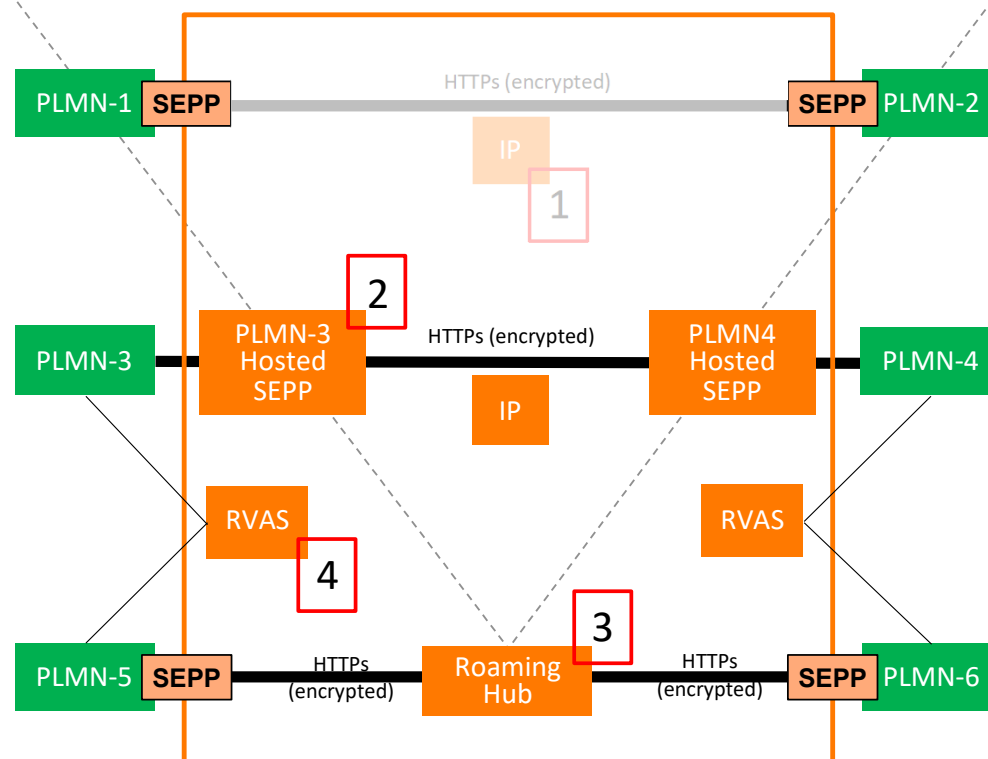 HTTPs (encrypted)
PLMN-1
SEPP
SEPP
PLMN-2
IP
1
2
PLMN-3
PLMN-3
Hosted
SEPP
HTTPs (encrypted)
PLMN4
Hosted
SEPP
PLMN-4
IP
RVAS
RVAS
4
3
PLMN-5
SEPP
HTTPs
(encrypted)
Roaming
Hub
HTTPs
(encrypted)
SEPP
PLMN-6